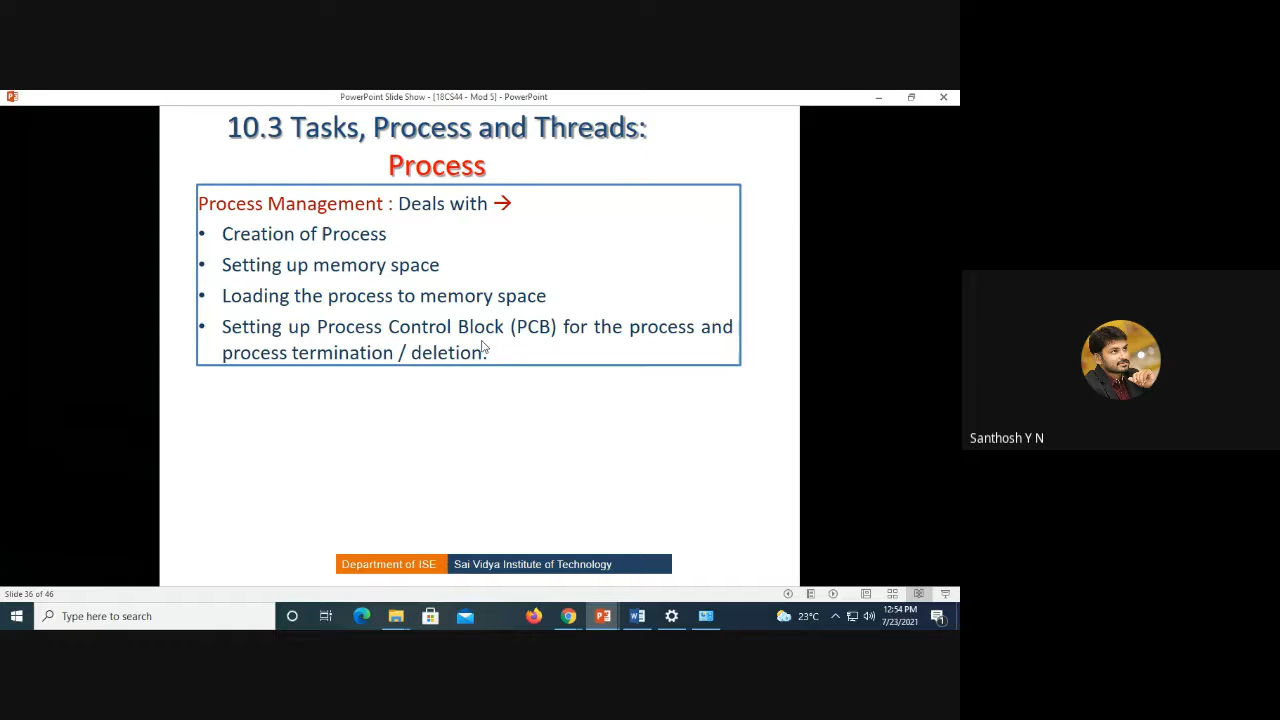 PowerPoint Slide Show - [18CS44 - Mod 5] - PowerPoint
10.3 Tasks, Process and Threads:
Process
Process Management : Deals with →
• Creation of Process
• Setting up memory space
• Loading the process to memory space
• Setting up Process Control Block (PCB) for the process and
process termination / deletion.
Santhosh Y N
Department of ISE Sai Vidya Institute of Technology
Slide 36 of 46
Type here to search
23°C
12:54 PM
7/23/2021
1